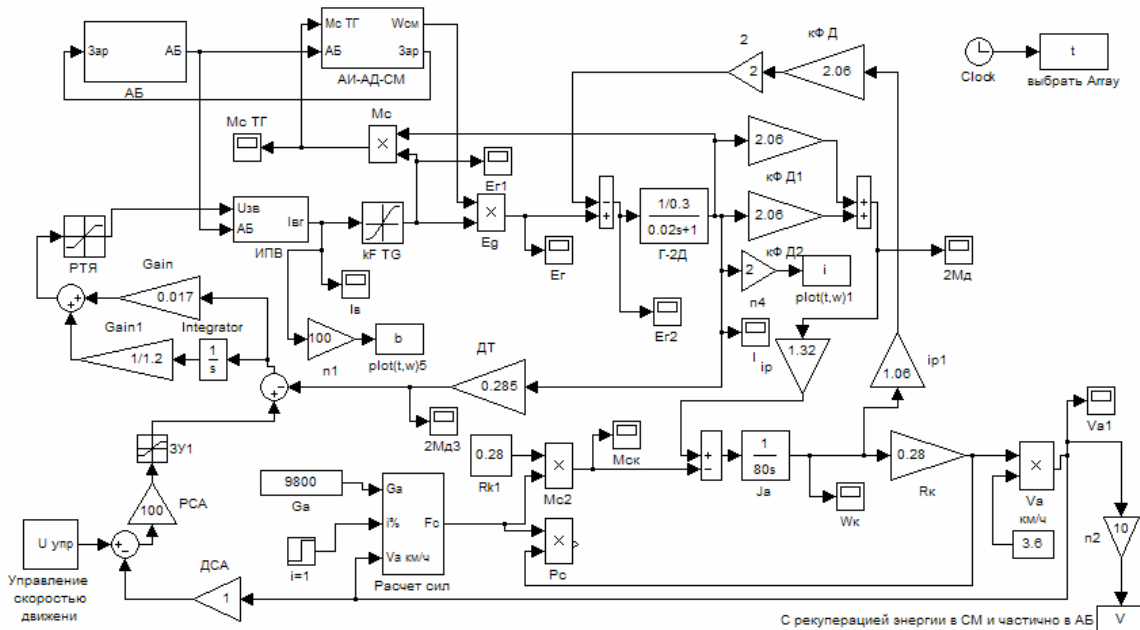 Мс ТГ
Wсм
Зар
АБ
АБ
Зар
АБ
АИ-АД-СМ
2
кФ Д
2
2.06
t
Clock
выбрать Array
Мс ТГ
Мс
×
Ег1
2.06
кФ Д1
Uзв
АБ
Iвг
ИПВ
kF TG
×
Eg
Ег
-
+
1/0.3
0.02s+1
Г-2Д
2.06
кФ Д2
+
+
2Мд
РТЯ
Gain
0.017
Iв
Ег2
2
n4
i
plot(t,w)1
Gain1
Integrator
1/1.2
1
s
100
n1
b
plot(t,w)5
ДТ
0.285
I
ip
1.32
ip1
1.06
+
+
-
+
2Мд3
ЗУ1
0.28
Rk1
×
Мс2
Мск
+
-
1
80s
Ja
Wк
0.28
Rк
×
Va
км/ч
Va1
9800
Ga
100
РСА
U упр
+
-
Управление
скоростью
движени
i=1
Ga
i%
Va км/ч
Fc
Расчет сил
×
Pc
3.6
10
n2
ДСА
1
С рекуперацией энергии в СМ и частично в АБ
V